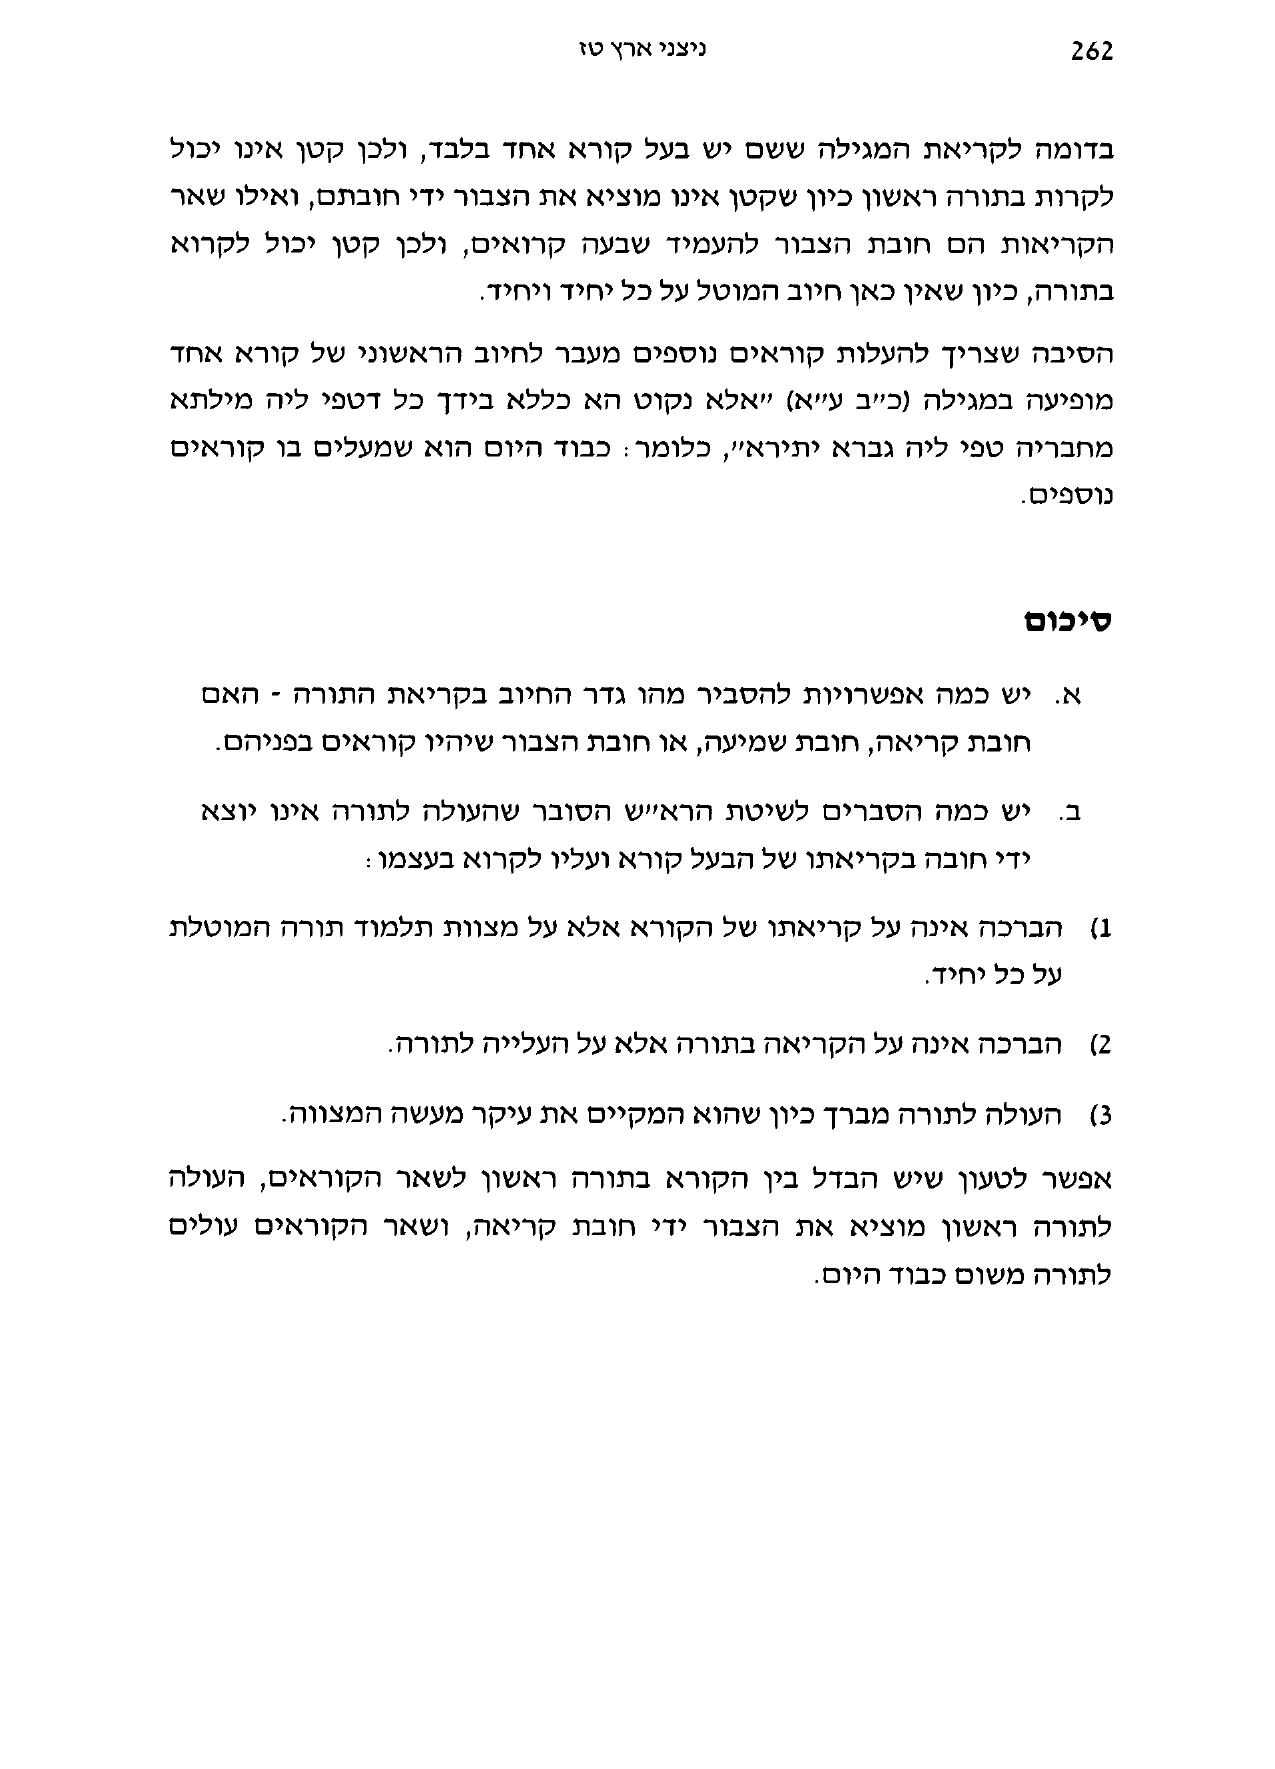 262 ניצני ארץ טז
בדומה לקריאת המגילה ששם יש בעל קורא אחד בלבד, ולכן קטן אינו יכול
לקרות בתורה ראשון כיון שקטן אינו מוציא את הצבור ידי חובתם, ואילו שאר
הקריאות הם חובת הצבור להעמיד שבעה קרואים, ולכן קטן יכול לקרוא
בתורה, כיון שאין כאן חיוב המוטל על כל יחיד ויחיד.
הסיבה שצריך להעלות קוראים נוספים מעבר לחיוב הראשוני של קורא אחד
מופיעה במגילה (כ״ב ע״א) ״אלא נקוט הא כללא בידך כל דטפי ליה מילתא
מחבריה טפי ליה גברא יתירא״, כלומר: כבוד היום הוא שמעלים בו קוראים
נוספים.
סיכום
א. יש כמה אפשרויות להסביר מהו גדר החיוב בקריאת התורה - האם
חובת קריאה, חובת שמיעה, או חובת הצבור שיהיו קוראים בפניהם.
ב. יש כמה הסברים לשיטת הרא״ש הסובר שהעולה לתורה אינו יוצא
ידי חובה בקריאתו של הבעל קורא ועליו לקרוא בעצמו:
1) הברכה אינה על קריאתו של הקורא אלא על מצוות תלמוד תורה המוטלת
על כל יחיד.
2) הברכה אינה על הקריאה בתורה אלא על העלייה לתורה.
3) העולה לתורה מברך כיון שהוא המקיים את עיקר מעשה המצווה.
אפשר לטעון שיש הבדל בין הקורא בתורה ראשון לשאר הקוראים, העולה
לתורה ראשון מוציא את הצבור ידי חובת קריאה, ושאר הקוראים עולים
לתורה משום כבוד היום.